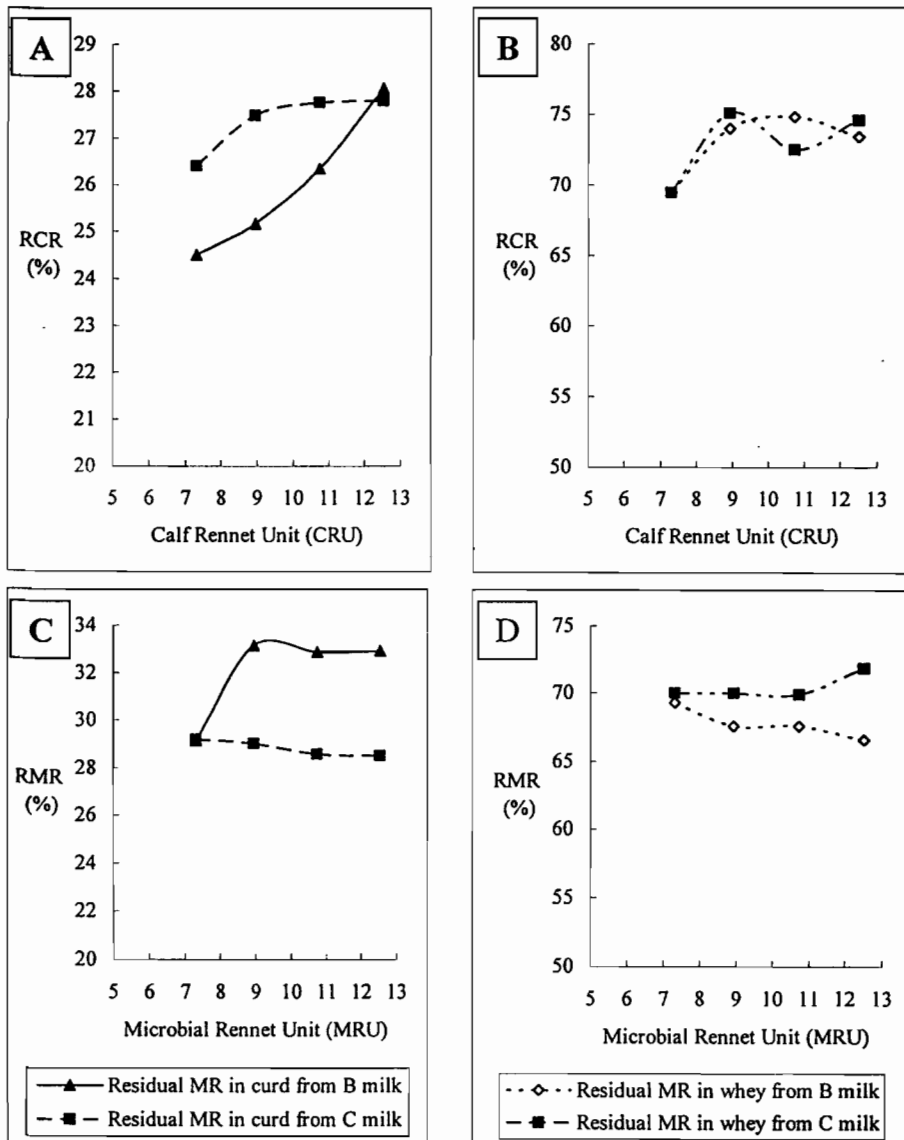 A
29
28
27
26
25
24
23
22
21
20
RCR
(%)
5 6 7 8 9 10 11 12 13
Calf Rennet Unit (CRU)
B
80
75
70
65
60
55
50
RCR
(%)
5 6 7 8 9 10 11 12 13
Calf Rennet Unit (CRU)
C
34
32
30
28
26
24
22
20
RMR
(%)
5 6 7 8 9 10 11 12 13
Microbial Rennet Unit (MRU)
Residual MR in curd from B milk
Residual MR in curd from C milk
D
75
70
65
60
55
50
RMR
(%)
5 6 7 8 9 10 11 12 13
Microbial Rennet Unit (MRU)
Residual MR in whey from B milk
Residual MR in whey from C milk